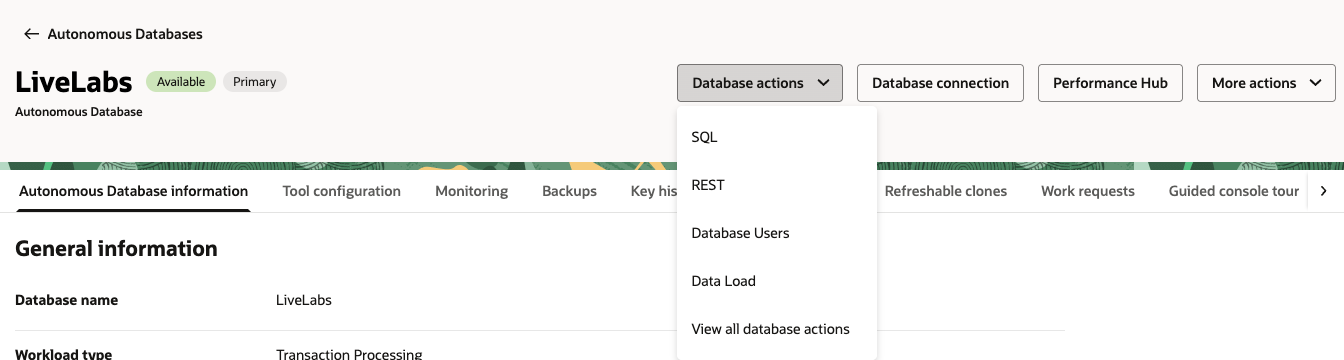 Autonomous Databases
LiveLabs Available Primary
Autonomous Database
Database actions Database connection Performance Hub More actions
SQL
REST
Database Users
Data Load
View all database actions
Autonomous Database information Tool configuration Monitoring Backups Key his Refreshable clones Work requests Guided console tour
General information
Database name LiveLabs
Workload type Transaction Processing